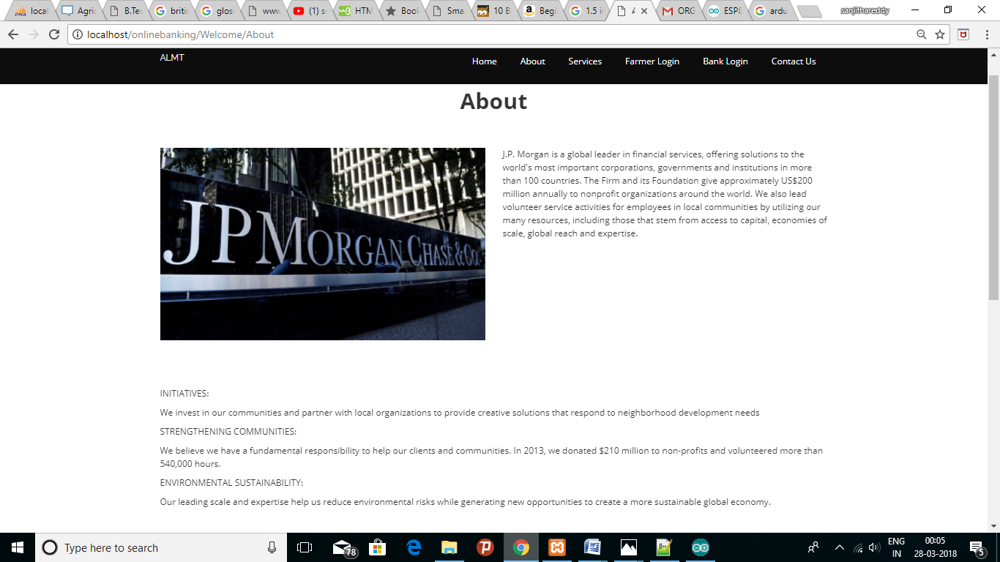 local
Agric
B.Tec
britis
glos
www
(1) s
HTM
Bool
Sma
10 B
Begi
1.5 i
A
ORG
ESP8
ardu
sanjithareddy
localhost/onlinebanking/Welcome/About
ALMT
Home About Services Farmer Login Bank Login Contact Us
About
JPMORGAN CHASE & CO.
J.P. Morgan is a global leader in financial services, offering solutions to the
world's most important corporations, governments and institutions in more
than 100 countries. The Firm and its Foundation give approximately US$200
million annually to nonprofit organizations around the world. We also lead
volunteer service activities for employees in local communities by utilizing our
many resources, including those that stem from access to capital, economies of
scale, global reach and expertise.
INITIATIVES:
We invest in our communities and partner with local organizations to provide creative solutions that respond to neighborhood development needs
STRENGTHENING COMMUNITIES:
We believe we have a fundamental responsibility to help our clients and communities. In 2013, we donated $210 million to non-profits and volunteered more than
540,000 hours.
ENVIRONMENTAL SUSTAINABILITY:
Our leading scale and expertise help us reduce environmental risks while generating new opportunities to create a more sustainable global economy.
Type here to search
78
ENG
IN
00:05
28-03-2018
5